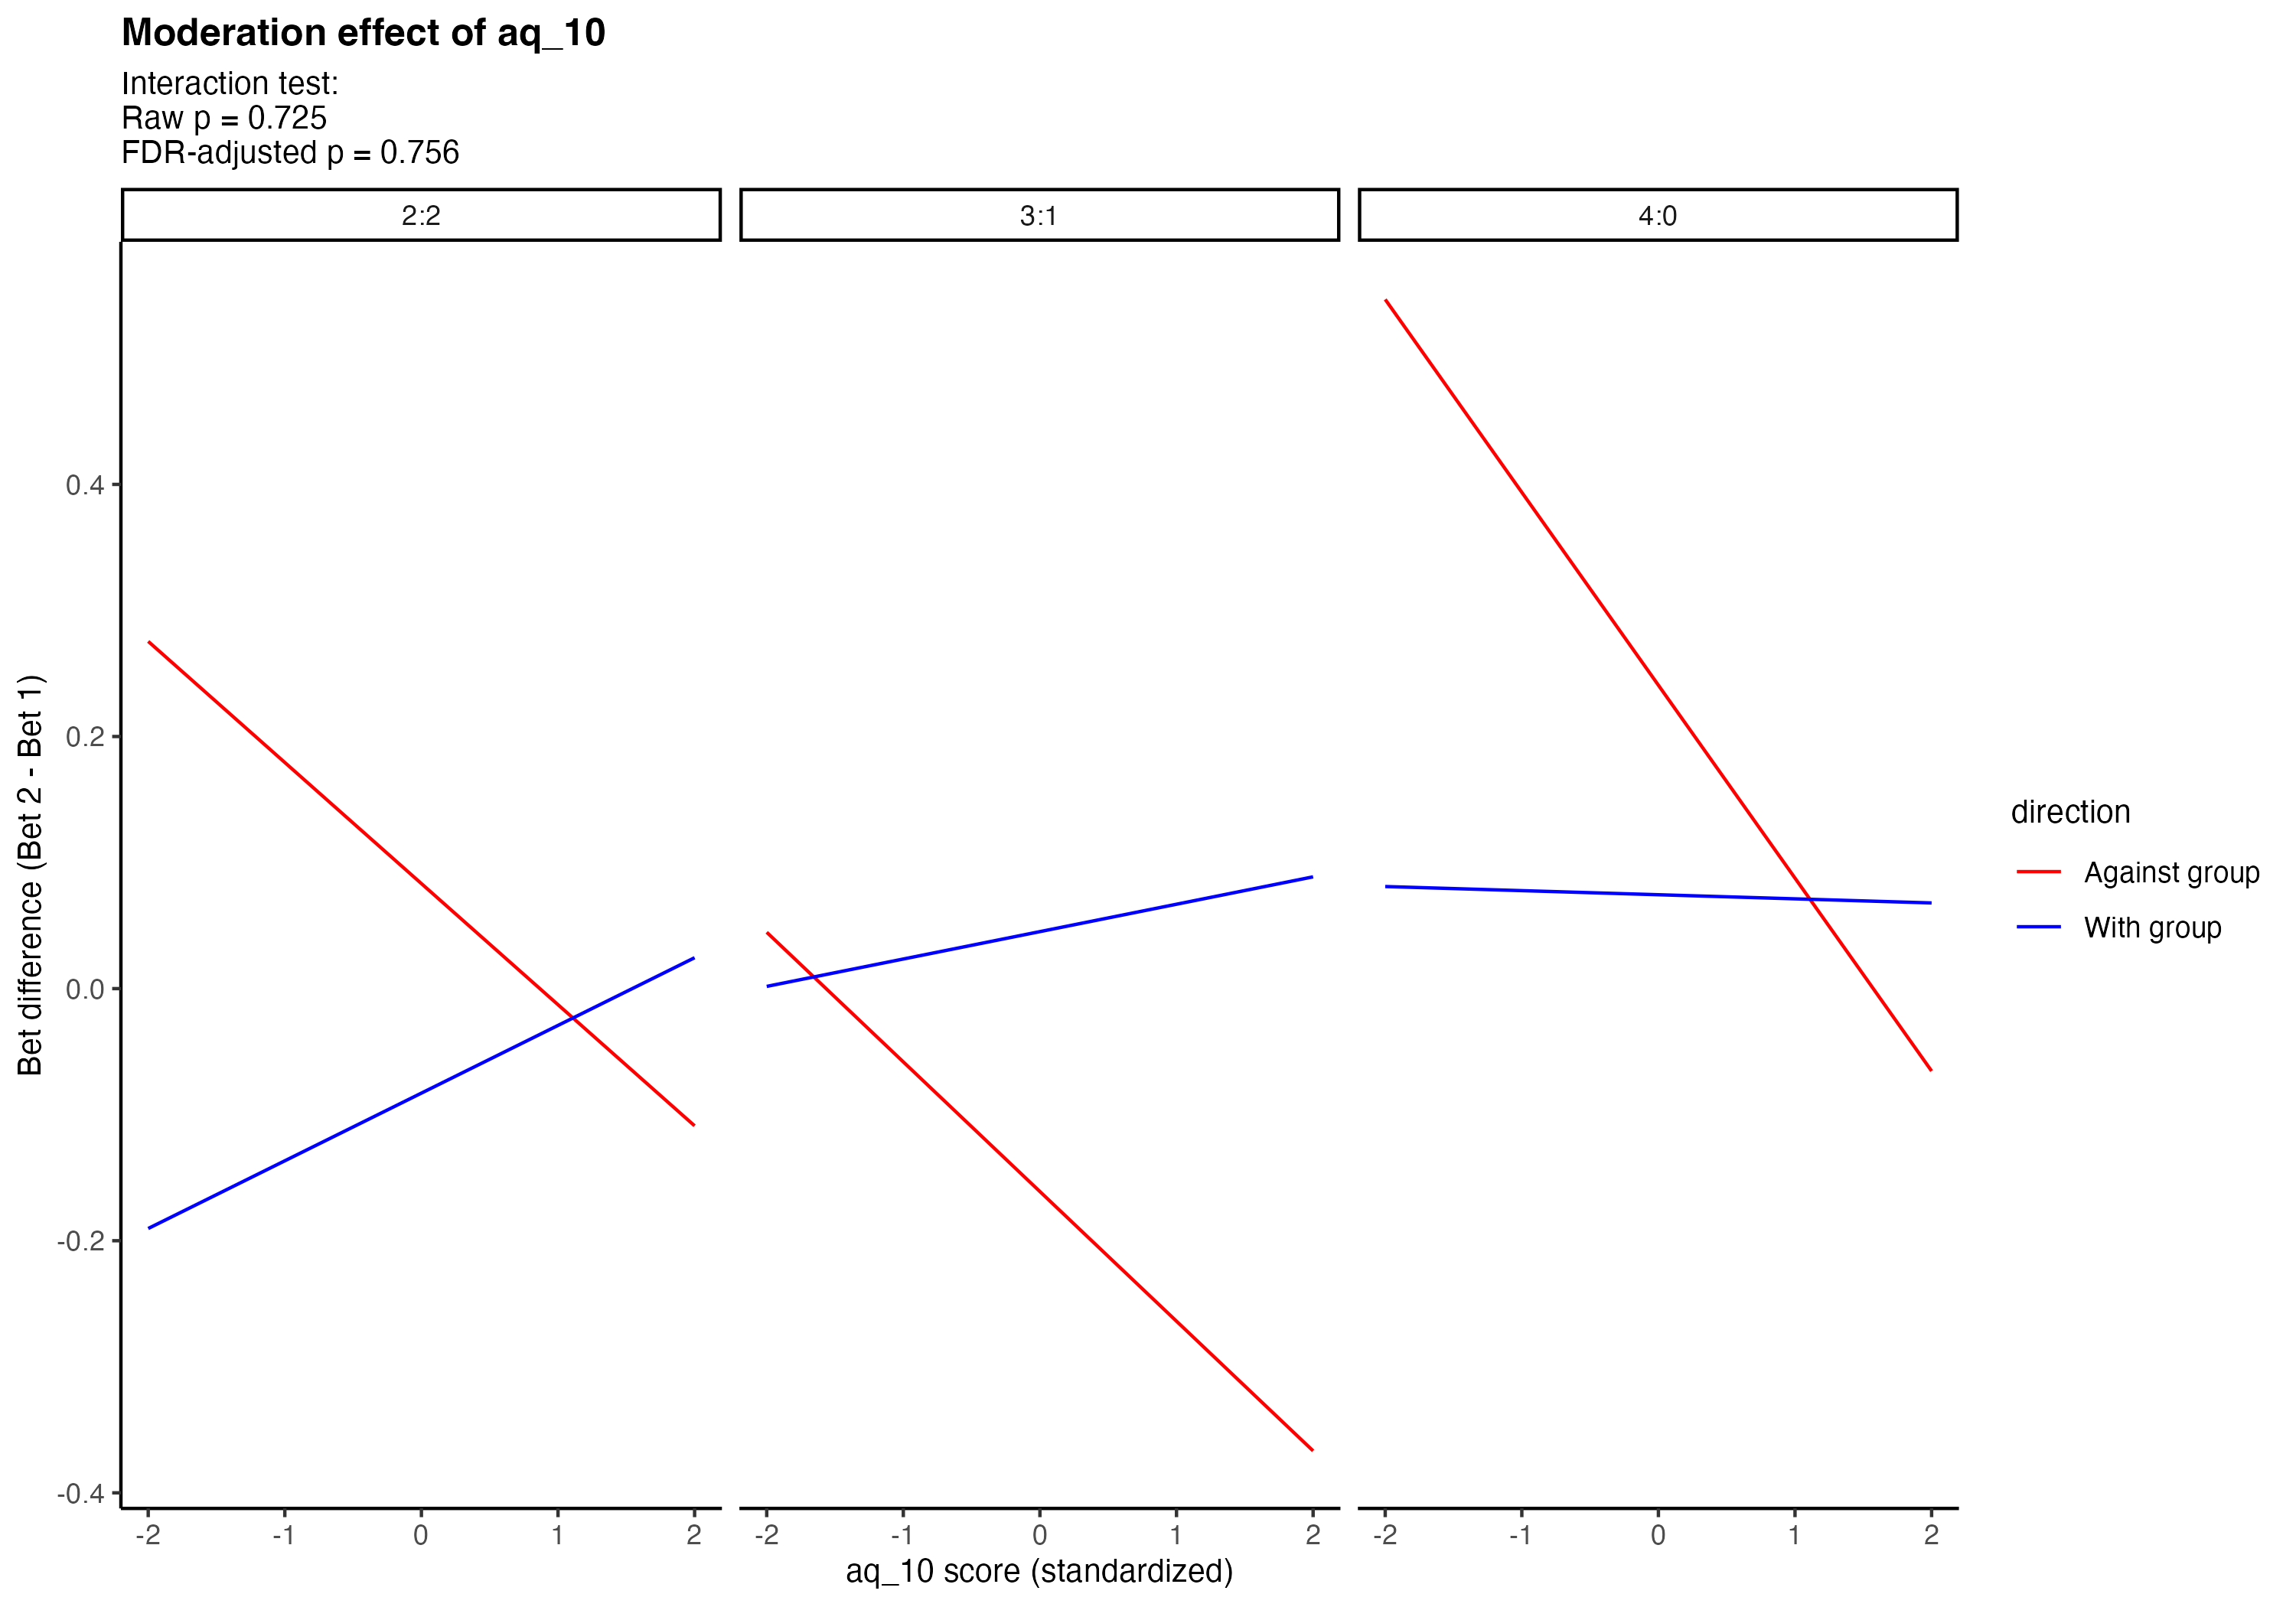 Moderation effect of aq_10
Interaction test:
Raw p = 0.725
FDR-adjusted p = 0.756
2:2
3:1
4:0
Bet difference (Bet 2 - Bet 1)
0.4
0.2
0.0
-0.2
-0.4
-2 -1 0 1 2
-2 -1 0 1 2
-2 -1 0 1 2
aq_10 score (standardized)
direction
Against group
With group